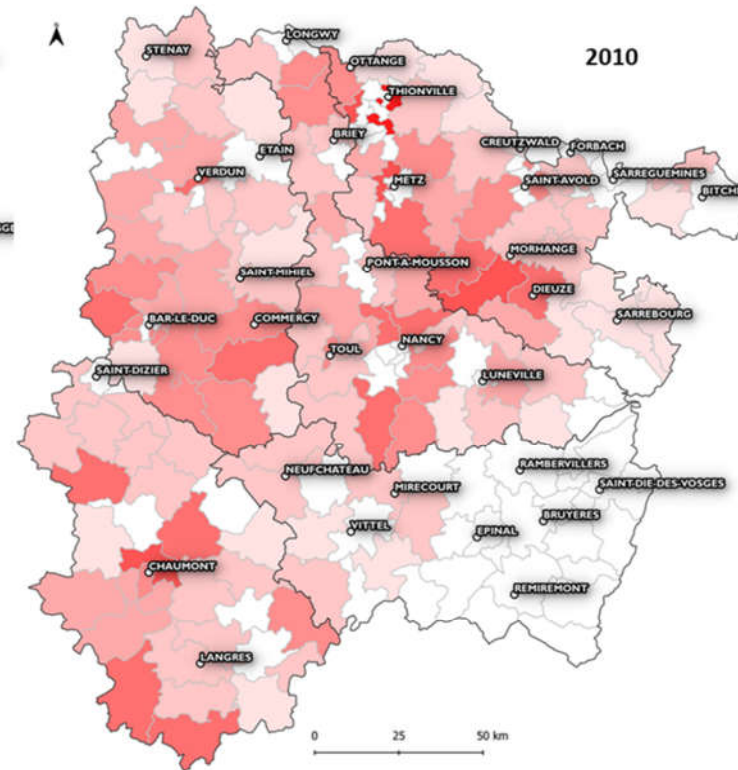 LONGWY
STENAY
OTTANGE
2010
THIONVILLE
BRIEY
CREUTZWALD
FORBACH
ETAIN
VERDUN
METZ
SAINT-AVOLD
SARREGUEMINES
BITCHE
MORHANGE
PONT-A-MOUSSON
SAINT-MIHIEL
DIEUZE
BAR-LE-DUC
COMMERCY
SARREBOURG
NANCY
TOUL
SAINT-DIZIER
LUNEVILLE
NEUFCHATEAU
RAMBERVILLERS
MIRECOURT
SAINT-DIE-DES-VOSGES
VITTEL
BRUYERES
EPINAL
CHAUMONT
REMIREMONT
LANGRES
0 25 50 km